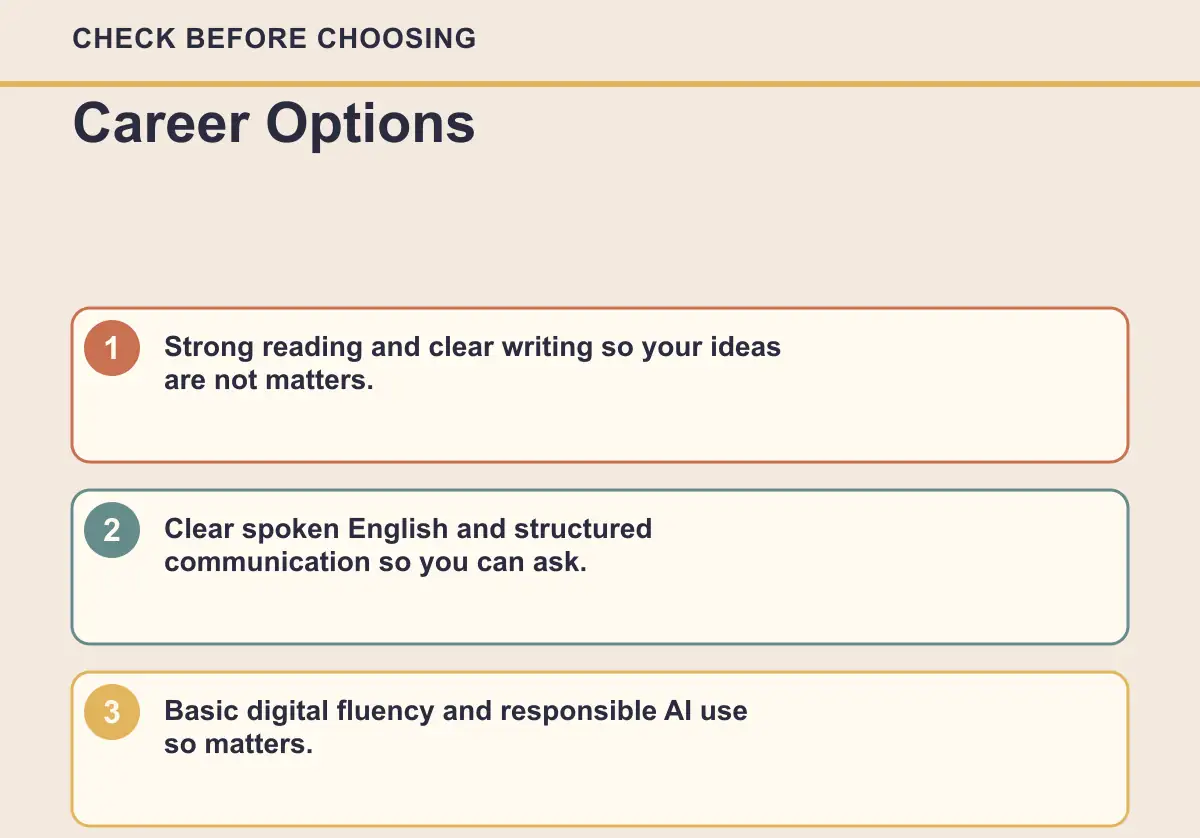 CHECK BEFORE CHOOSING
Career Options
1
Strong reading and clear writing so your ideas
are not matters.
2
Clear spoken English and structured
communication so you can ask.
3
Basic digital fluency and responsible AI use
so matters.